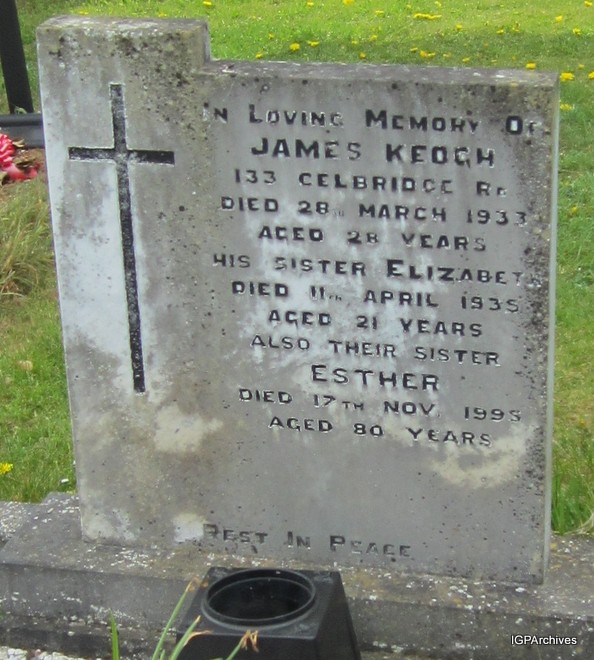 In Loving Memory Of
JAMES KEOGH
133 CELBRIDGE RD
DIED 28TH MARCH 1933
AGED 28 YEARS
HIS SISTER ELIZABETH
DIED 11TH APRIL 1935
AGED 21 YEARS
ALSO THEIR SISTER
ESTHER
DIED 17TH NOV. 1995
AGED 80 YEARS
REST IN PEACE
IGPArchives